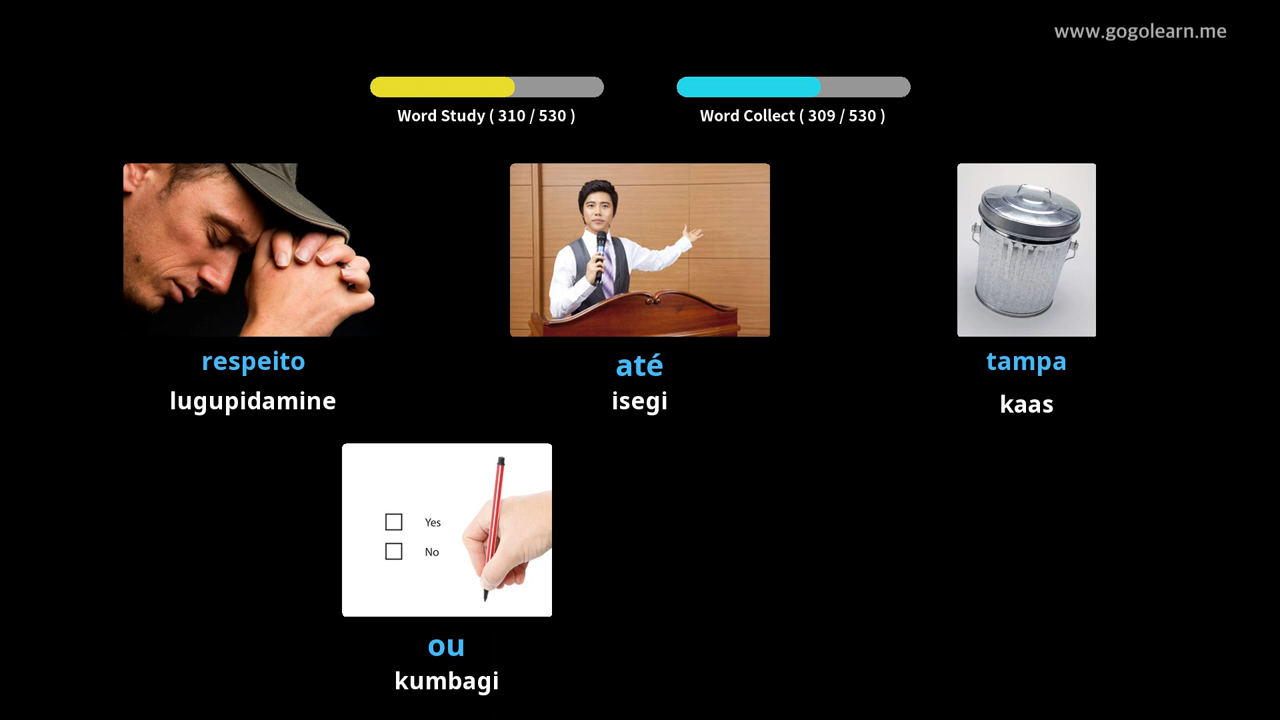 www.gogolearn.me
Word Study ( 310 / 530 )
Word Collect ( 309 / 530 )
respeito
lugupidamine
até
isegi
tampa
kaas
Yes
No
ou
kumbagi